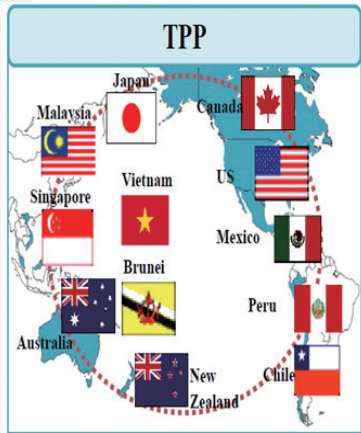 TPP
Japan
Canada
Malaysia
US
Singapore
Vietnam
Mexico
Brunei
Peru
Australia
New
Zealand
Chile